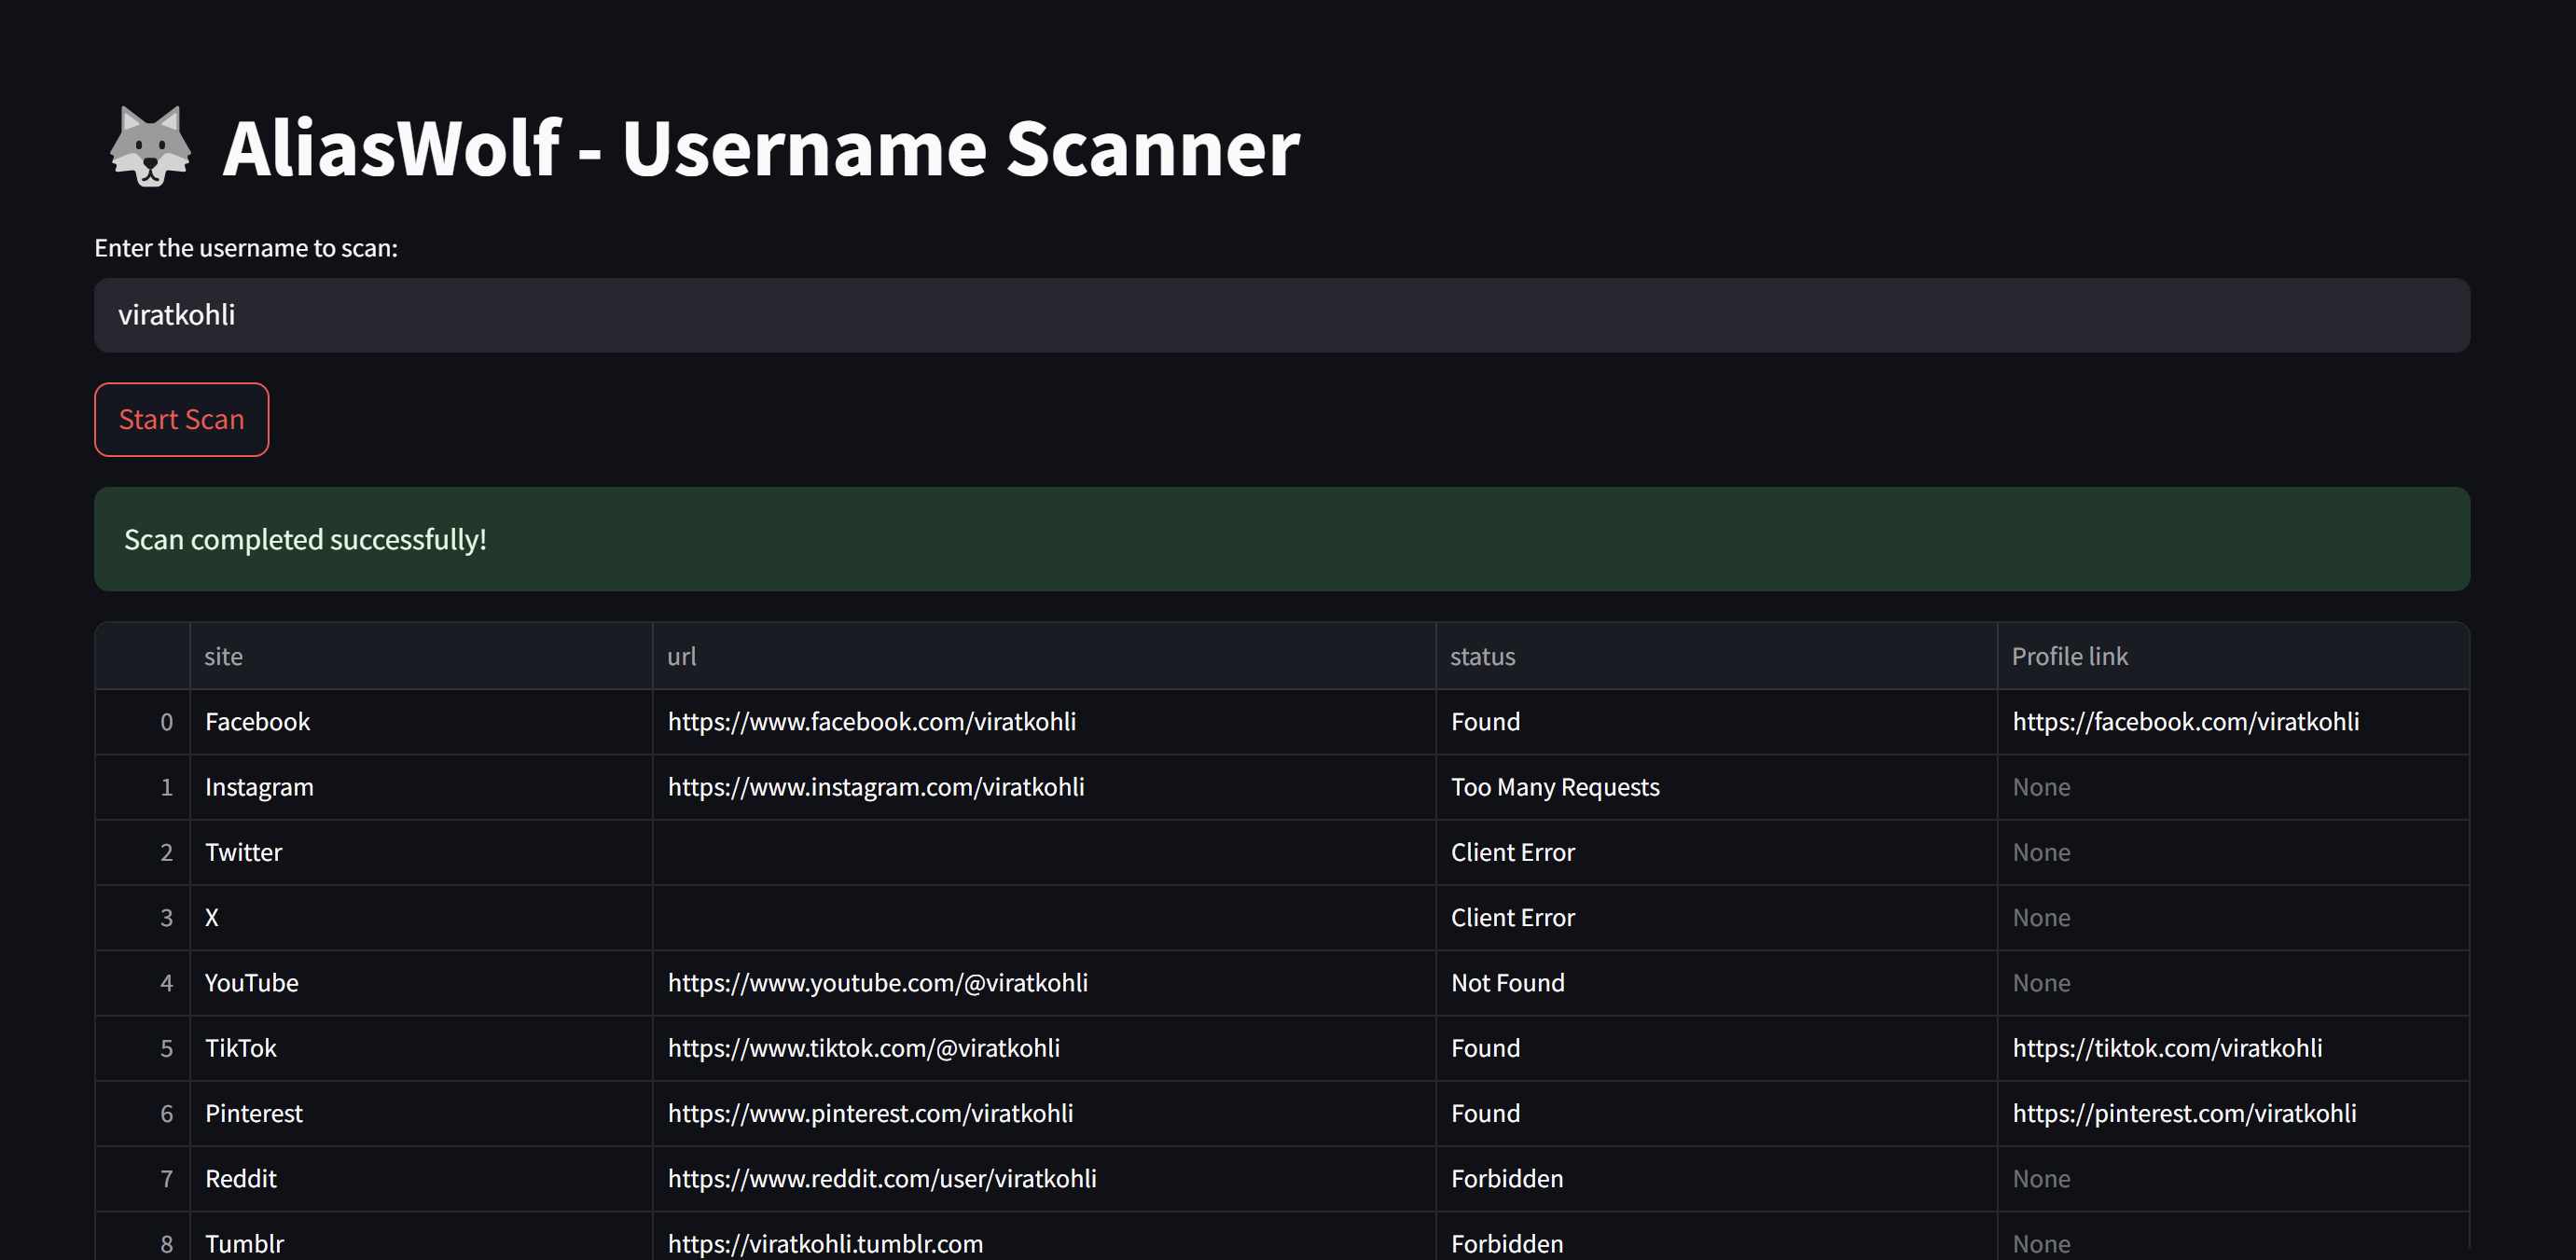 AliasWolf - Username Scanner
Enter the username to scan:
viratkohli
Start Scan
Scan completed successfully!
site url status Profile link
0 Facebook https://www.facebook.com/viratkohli Found https://facebook.com/viratkohli
1 Instagram https://www.instagram.com/viratkohli Too Many Requests None
2 Twitter Client Error None
3 X Client Error None
4 YouTube https://www.youtube.com/@viratkohli Not Found None
5 TikTok https://www.tiktok.com/@viratkohli Found https://tiktok.com/viratkohli
6 Pinterest https://www.pinterest.com/viratkohli Found https://pinterest.com/viratkohli
7 Reddit https://www.reddit.com/user/viratkohli Forbidden None
8 Tumblr https://viratkohli.tumblr.com Forbidden None